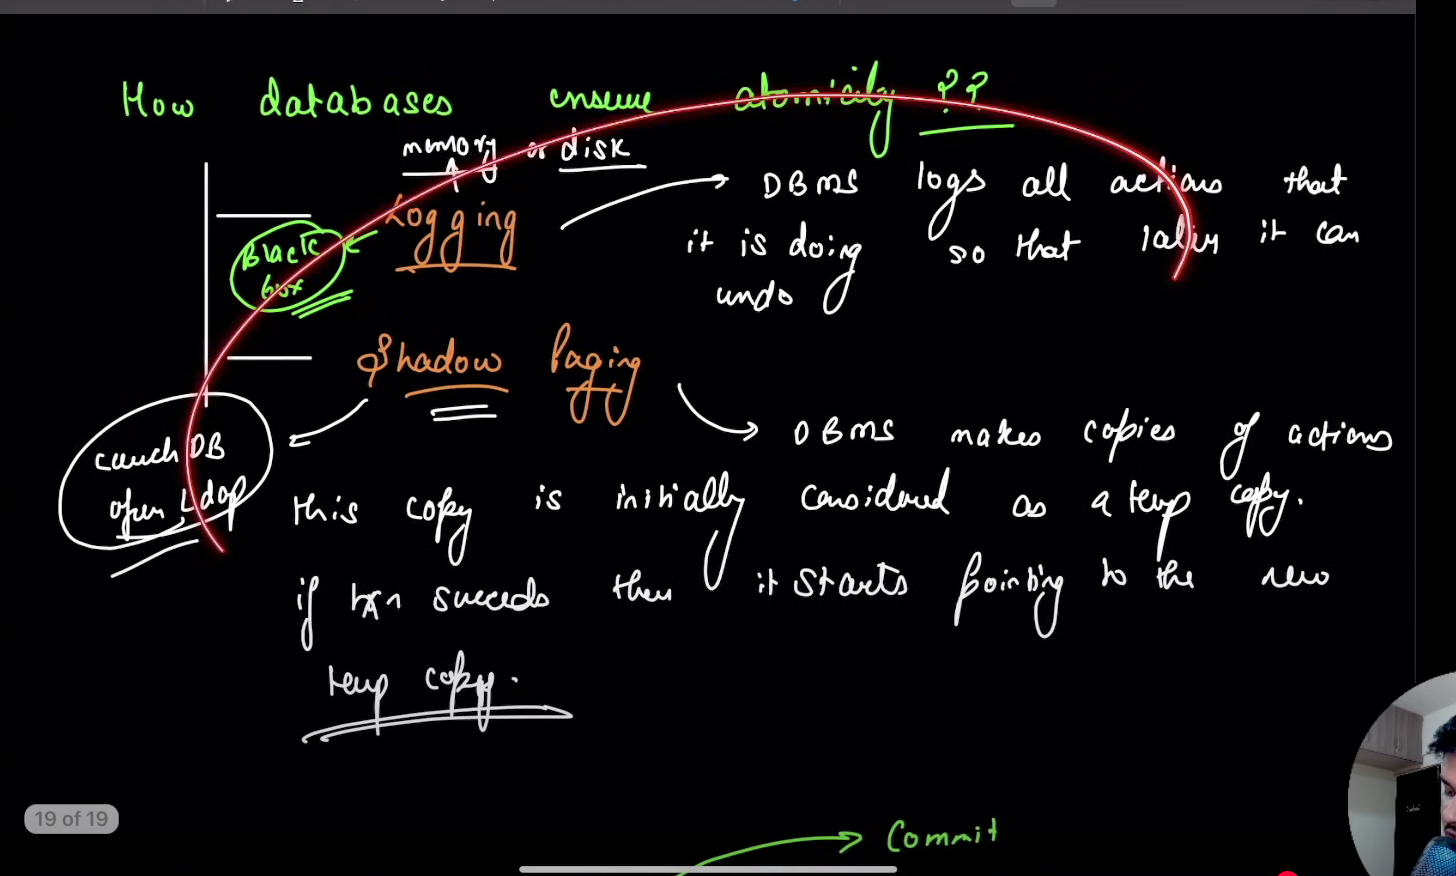 How databases ensure atomicity ??
memory or disk
Logging
DBMS logs all actions that
it is doing so that later it can
undo
Black
box
Shadow Paging
couch DB
open Ldap
DBMS makes copies of actions
this copy is initially considered as a temp copy.
if txn succeeds then it starts pointing to the new
temp copy.
19 of 19
Commit